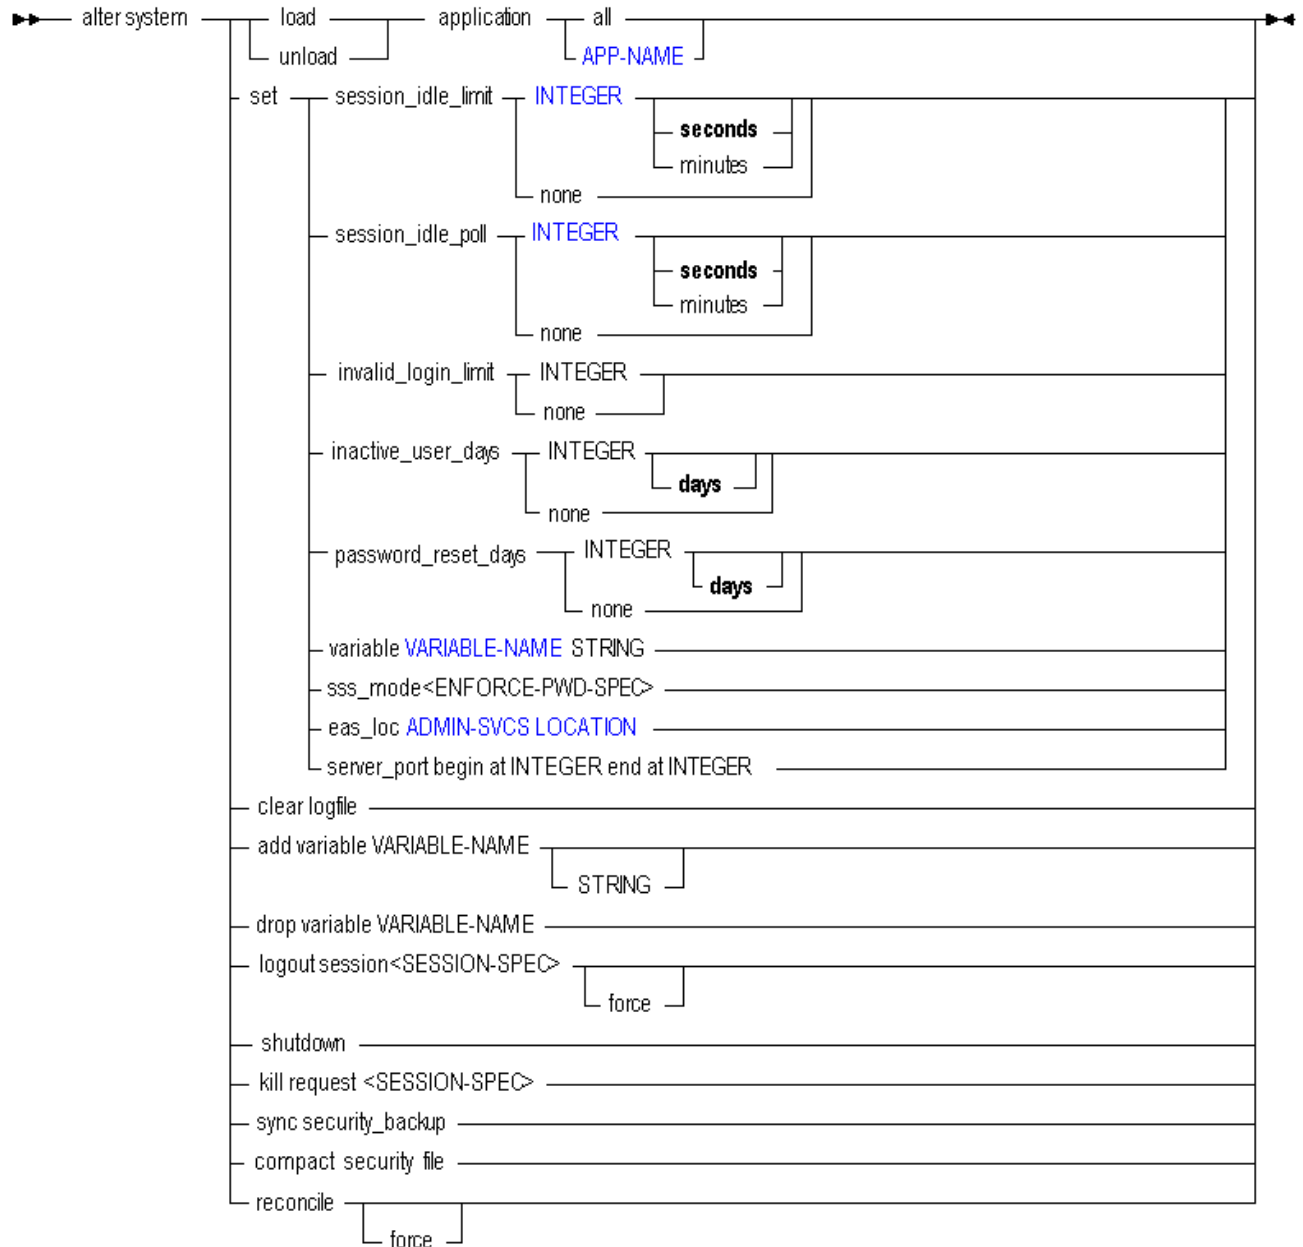 alter system load application all
unload APP-NAME
set session_idle_limit INTEGER
seconds
minutes
none
session_idle_poll INTEGER
seconds
minutes
none
invalid_login_limit INTEGER
none
inactive_user_days INTEGER
days
none
password_reset_days INTEGER
days
none
variable VARIABLE-NAME STRING
sss_mode<ENFORCE-PWD-SPEC>
eas_loc ADMIN-SVCS LOCATION
server_port begin at INTEGER end at INTEGER
clear logfile
add variable VARIABLE-NAME
STRING
drop variable VARIABLE-NAME
logout session<SESSION-SPEC>
force
shutdown
kill request <SESSION-SPEC>
sync security_backup
compact security file
reconcile
force